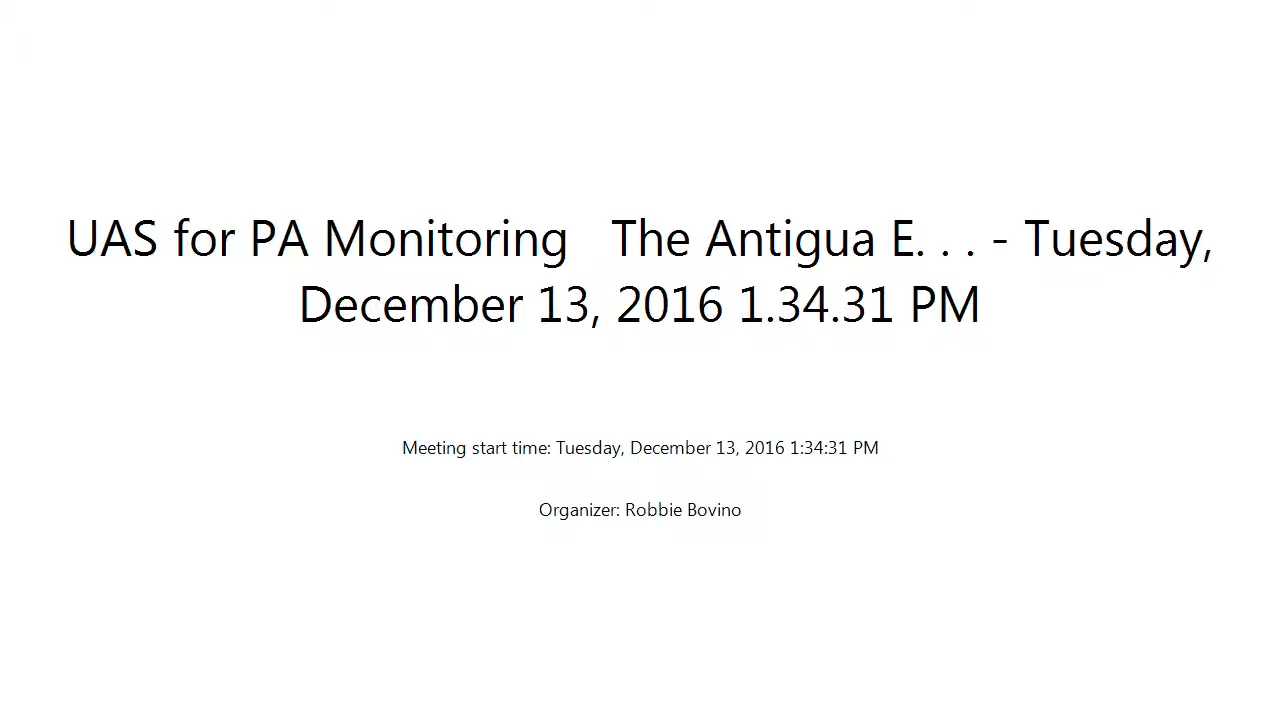 UAS for PA Monitoring   The Antigua E. . . - Tuesday,
December 13, 2016 1.34.31 PM
Meeting start time: Tuesday, December 13, 2016 1:34:31 PM
Organizer: Robbie Bovino